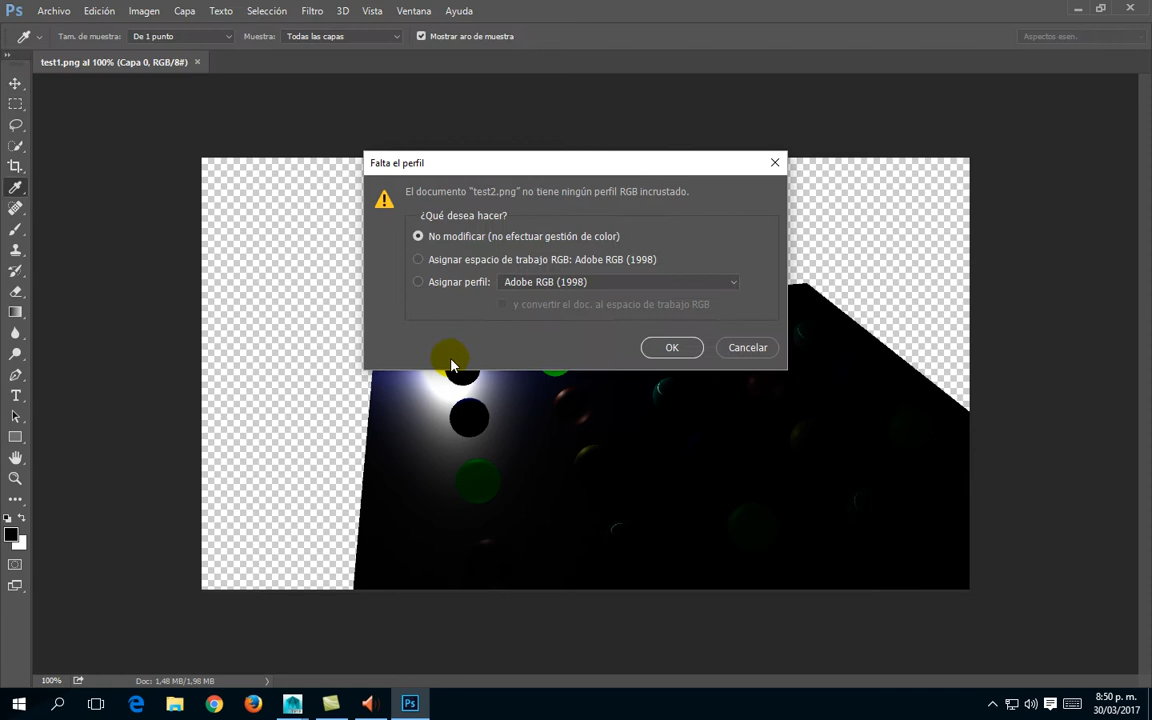 Ps Archivo Edición Imagen Capa Texto Selección Filtro 3D Vista Ventana Ayuda
Tam. de muestra: De 1 punto Muestra: Todas las capas Mostrar aro de muestra Aspectos esen.
test1.png al 100% (Capa 0, RGB/8#)
Falta el perfil
El documento "test2.png" no tiene ningún perfil RGB incrustado.
¿Qué desea hacer?
No modificar (no efectuar gestión de color)
Asignar espacio de trabajo RGB: Adobe RGB (1998)
Asignar perfil: Adobe RGB (1998)
y convertir el doc. al espacio de trabajo RGB
OK Cancelar
T
100% Doc: 1,48 MB/1,98 MB
Ps 8:50 p. m.
30/03/2017